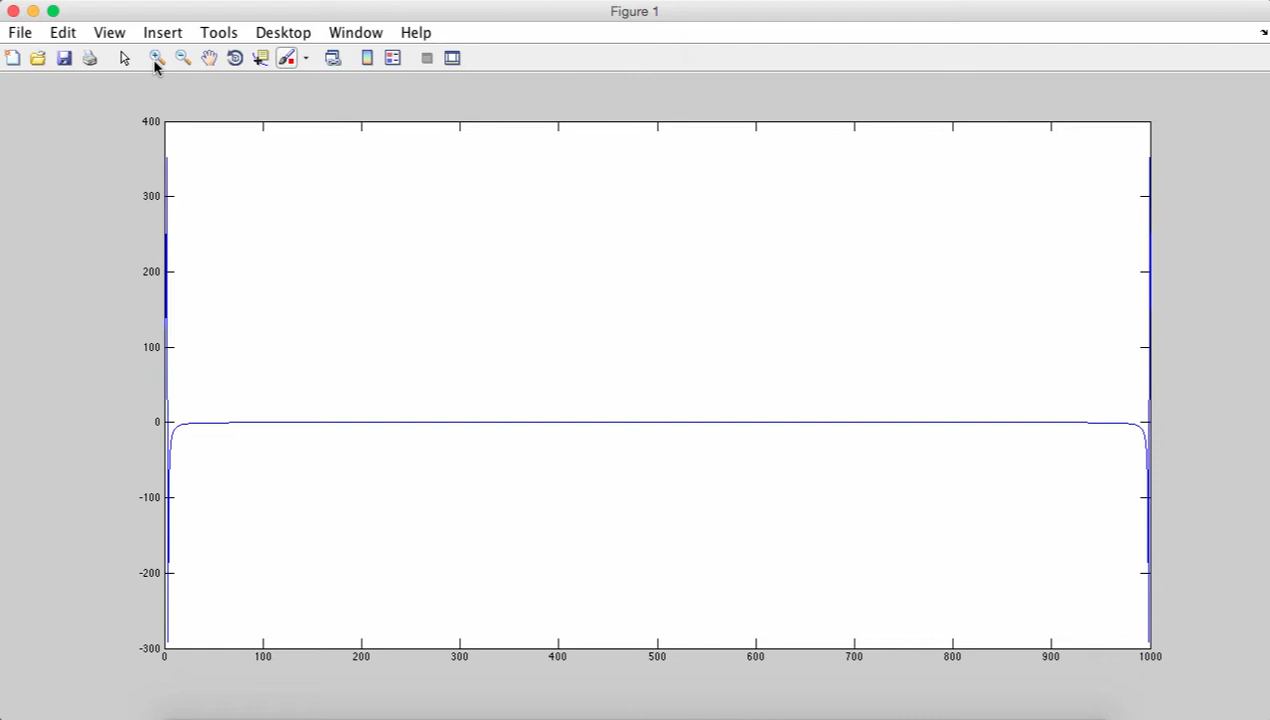 Figure 1
File Edit View Insert Tools Desktop Window Help
400
300
200
100
0
-100
-200
-300
0 100 200 300 400 500 600 700 800 900 1000